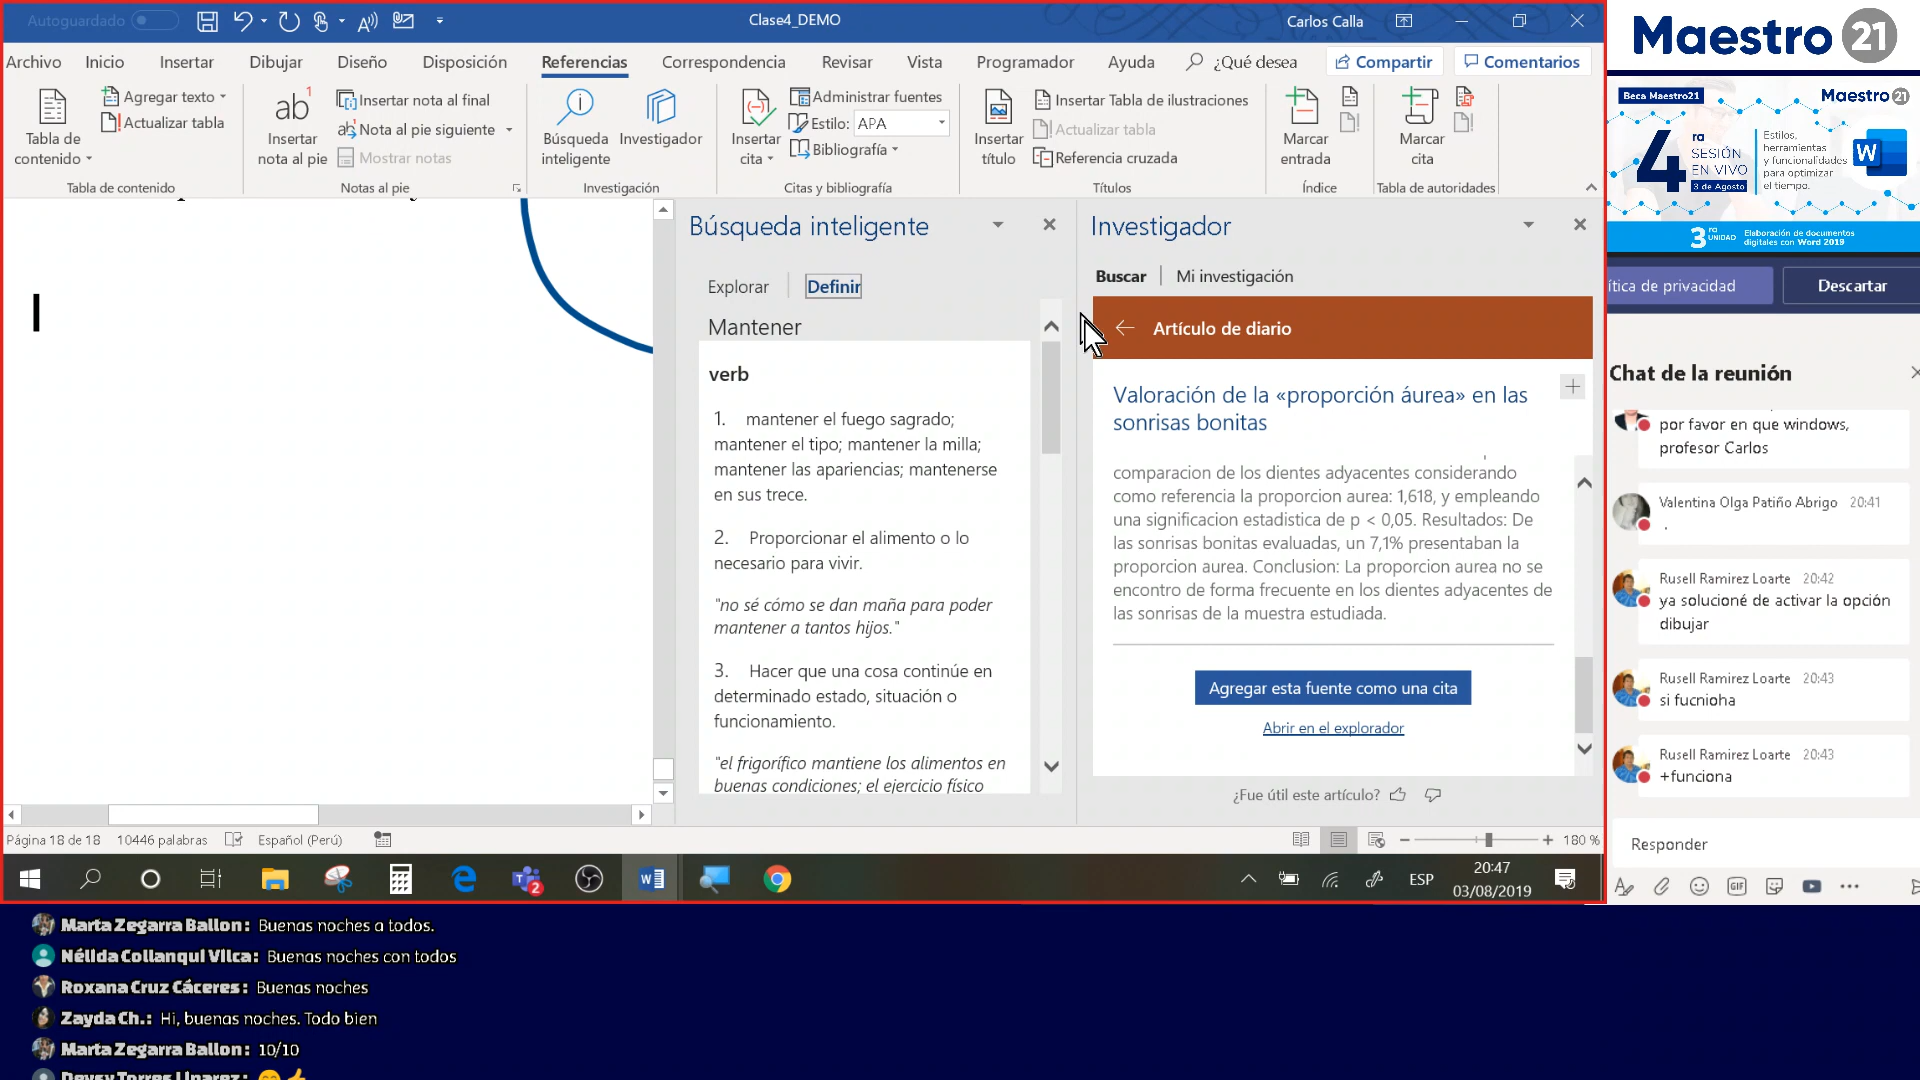 Autoguardado
Clase4_DEMO
Carlos Calla
Archivo Inicio Insertar Dibujar Diseño Disposición Referencias Correspondencia Revisar Vista Programador Ayuda ¿Qué desea Compartir Comentarios
Tabla de contenido
Agregar texto
Actualizar tabla
Tabla de contenido
ab1
Insertar nota al pie
Insertar nota al final
Nota al pie siguiente
Mostrar notas
Notas al pie
Búsqueda inteligente
Investigador
Investigación
Insertar cita
Administrar fuentes
Estilo: APA
Bibliografía
Citas y bibliografía
Insertar título
Insertar Tabla de ilustraciones
Actualizar tabla
Referencia cruzada
Títulos
Marcar entrada
Índice
Marcar cita
Tabla de autoridades
Búsqueda inteligente
Explorar Definir
Mantener
verb
1. mantener el fuego sagrado;
mantener el tipo; mantener la milla;
mantener las apariencias; mantenerse
en sus trece.
2. Proporcionar el alimento o lo
necesario para vivir.
"no sé cómo se dan maña para poder
mantener a tantos hijos."
3. Hacer que una cosa continúe en
determinado estado, situación o
funcionamiento.
"el frigorífico mantiene los alimentos en
buenas condiciones; el ejercicio físico
Investigador
Buscar Mi investigación
Artículo de diario
Valoración de la «proporción áurea» en las
sonrisas bonitas
comparacion de los dientes adyacentes considerando
como referencia la proporcion aurea: 1,618, y empleando
una significacion estadistica de p < 0,05. Resultados: De
las sonrisas bonitas evaluadas, un 7,1% presentaban la
proporcion aurea. Conclusion: La proporcion aurea no se
encontro de forma frecuente en los dientes adyacentes de
las sonrisas de la muestra estudiada.
Agregar esta fuente como una cita
Abrir en el explorador
¿Fue útil este artículo?
Página 18 de 18 10446 palabras Español (Perú) 180 %
2
ESP
20:47
03/08/2019
Maestro 21
Beca Maestro21
Maestro 21
4ra
SESIÓN
EN VIVO
3 de Agosto
Estilos,
herramientas
y funcionalidades
para optimizar
el tiempo.
W
3ra UNIDAD
Elaboración de documentos
digitales con Word 2019
ítica de privacidad
Descartar
Chat de la reunión
por favor en que windows,
profesor Carlos
Valentina Olga Patiño Abrigo 20:41
.
Rusell Ramirez Loarte 20:42
ya solucioné de activar la opción
dibujar
Rusell Ramirez Loarte 20:43
si fucnioha
Rusell Ramirez Loarte 20:43
+funciona
Responder
GIF
Marta Zegarra Ballon: Buenas noches a todos.
Nélida Collanqui Vilca: Buenas noches con todos
Roxana Cruz Cáceres: Buenas noches
Zayda Ch.: Hi, buenas noches. Todo bien
Marta Zegarra Ballon: 10/10
Deysy Torres Linarez: